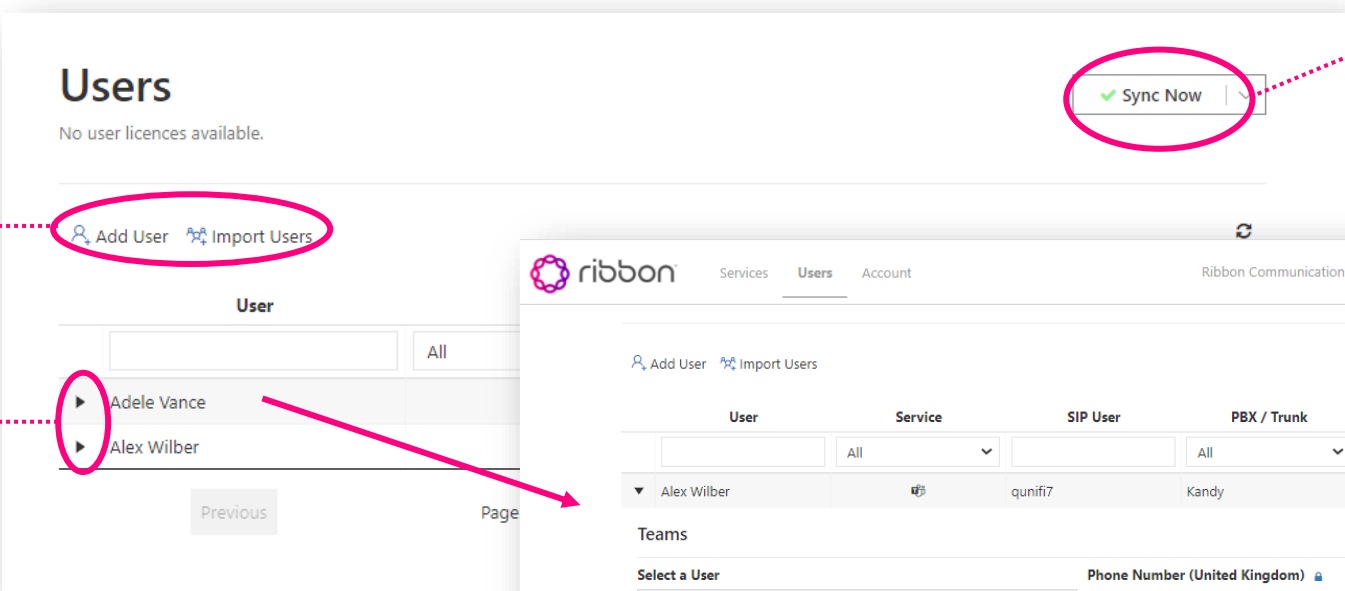 Users
Sync Now
No user licences available.
Add User Import Users
User
All
Adele Vance
Alex Wilber
Previous
Page
ribbon
Services Users Account
Ribbon Communication
Add User Import Users
User Service SIP User PBX / Trunk
All All
Alex Wilber qunifi7 Kandy
Teams
Select a User Phone Number (United Kingdom)